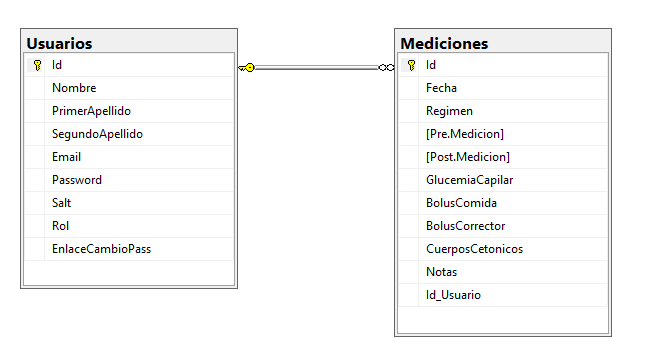 Usuarios
Id
Nombre
PrimerApellido
SegundoApellido
Email
Password
Salt
Rol
EnlaceCambioPass
Mediciones
Id
Fecha
Regimen
[Pre.Medicion]
[Post.Medicion]
GlucemiaCapilar
BolusComida
BolusCorrector
CuerposCetonicos
Notas
Id_Usuario